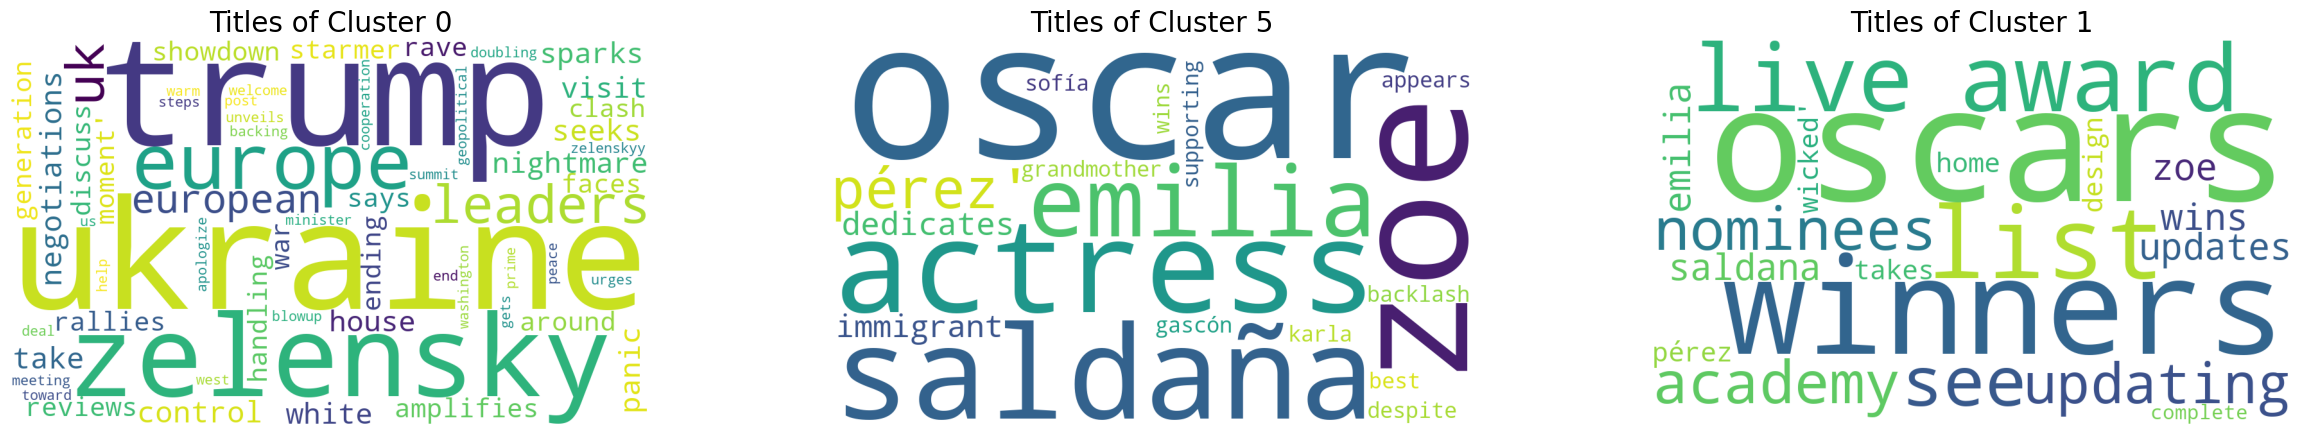 Titles of Cluster 0
showdown starmer rave doubling sparks
uk trump
generation negotiations discuss moment'
warm welcome steps post unveils backing
cooperation geopolitical
visit clash seeks zelenskyy nightmare faces
europe summit
european says leaders
us minister
ukraine
help apologize war ending handling
washington end gets prime peace urges
deal rallies blowup house around
take zelensky panic
meeting west
toward
reviews control white amplifies
Titles of Cluster 5
oscar
sofía wins supporting appears
zoe
grandmother
pérez' emilia
dedicates
actress
backlash
immigrant gascón karla
saldaña
best
despite
Titles of Cluster 1
live award
oscars
emilia wicked' home design zoe
nominees list wins
updates
saldana takes
winners
pérez
academy see updating
complete